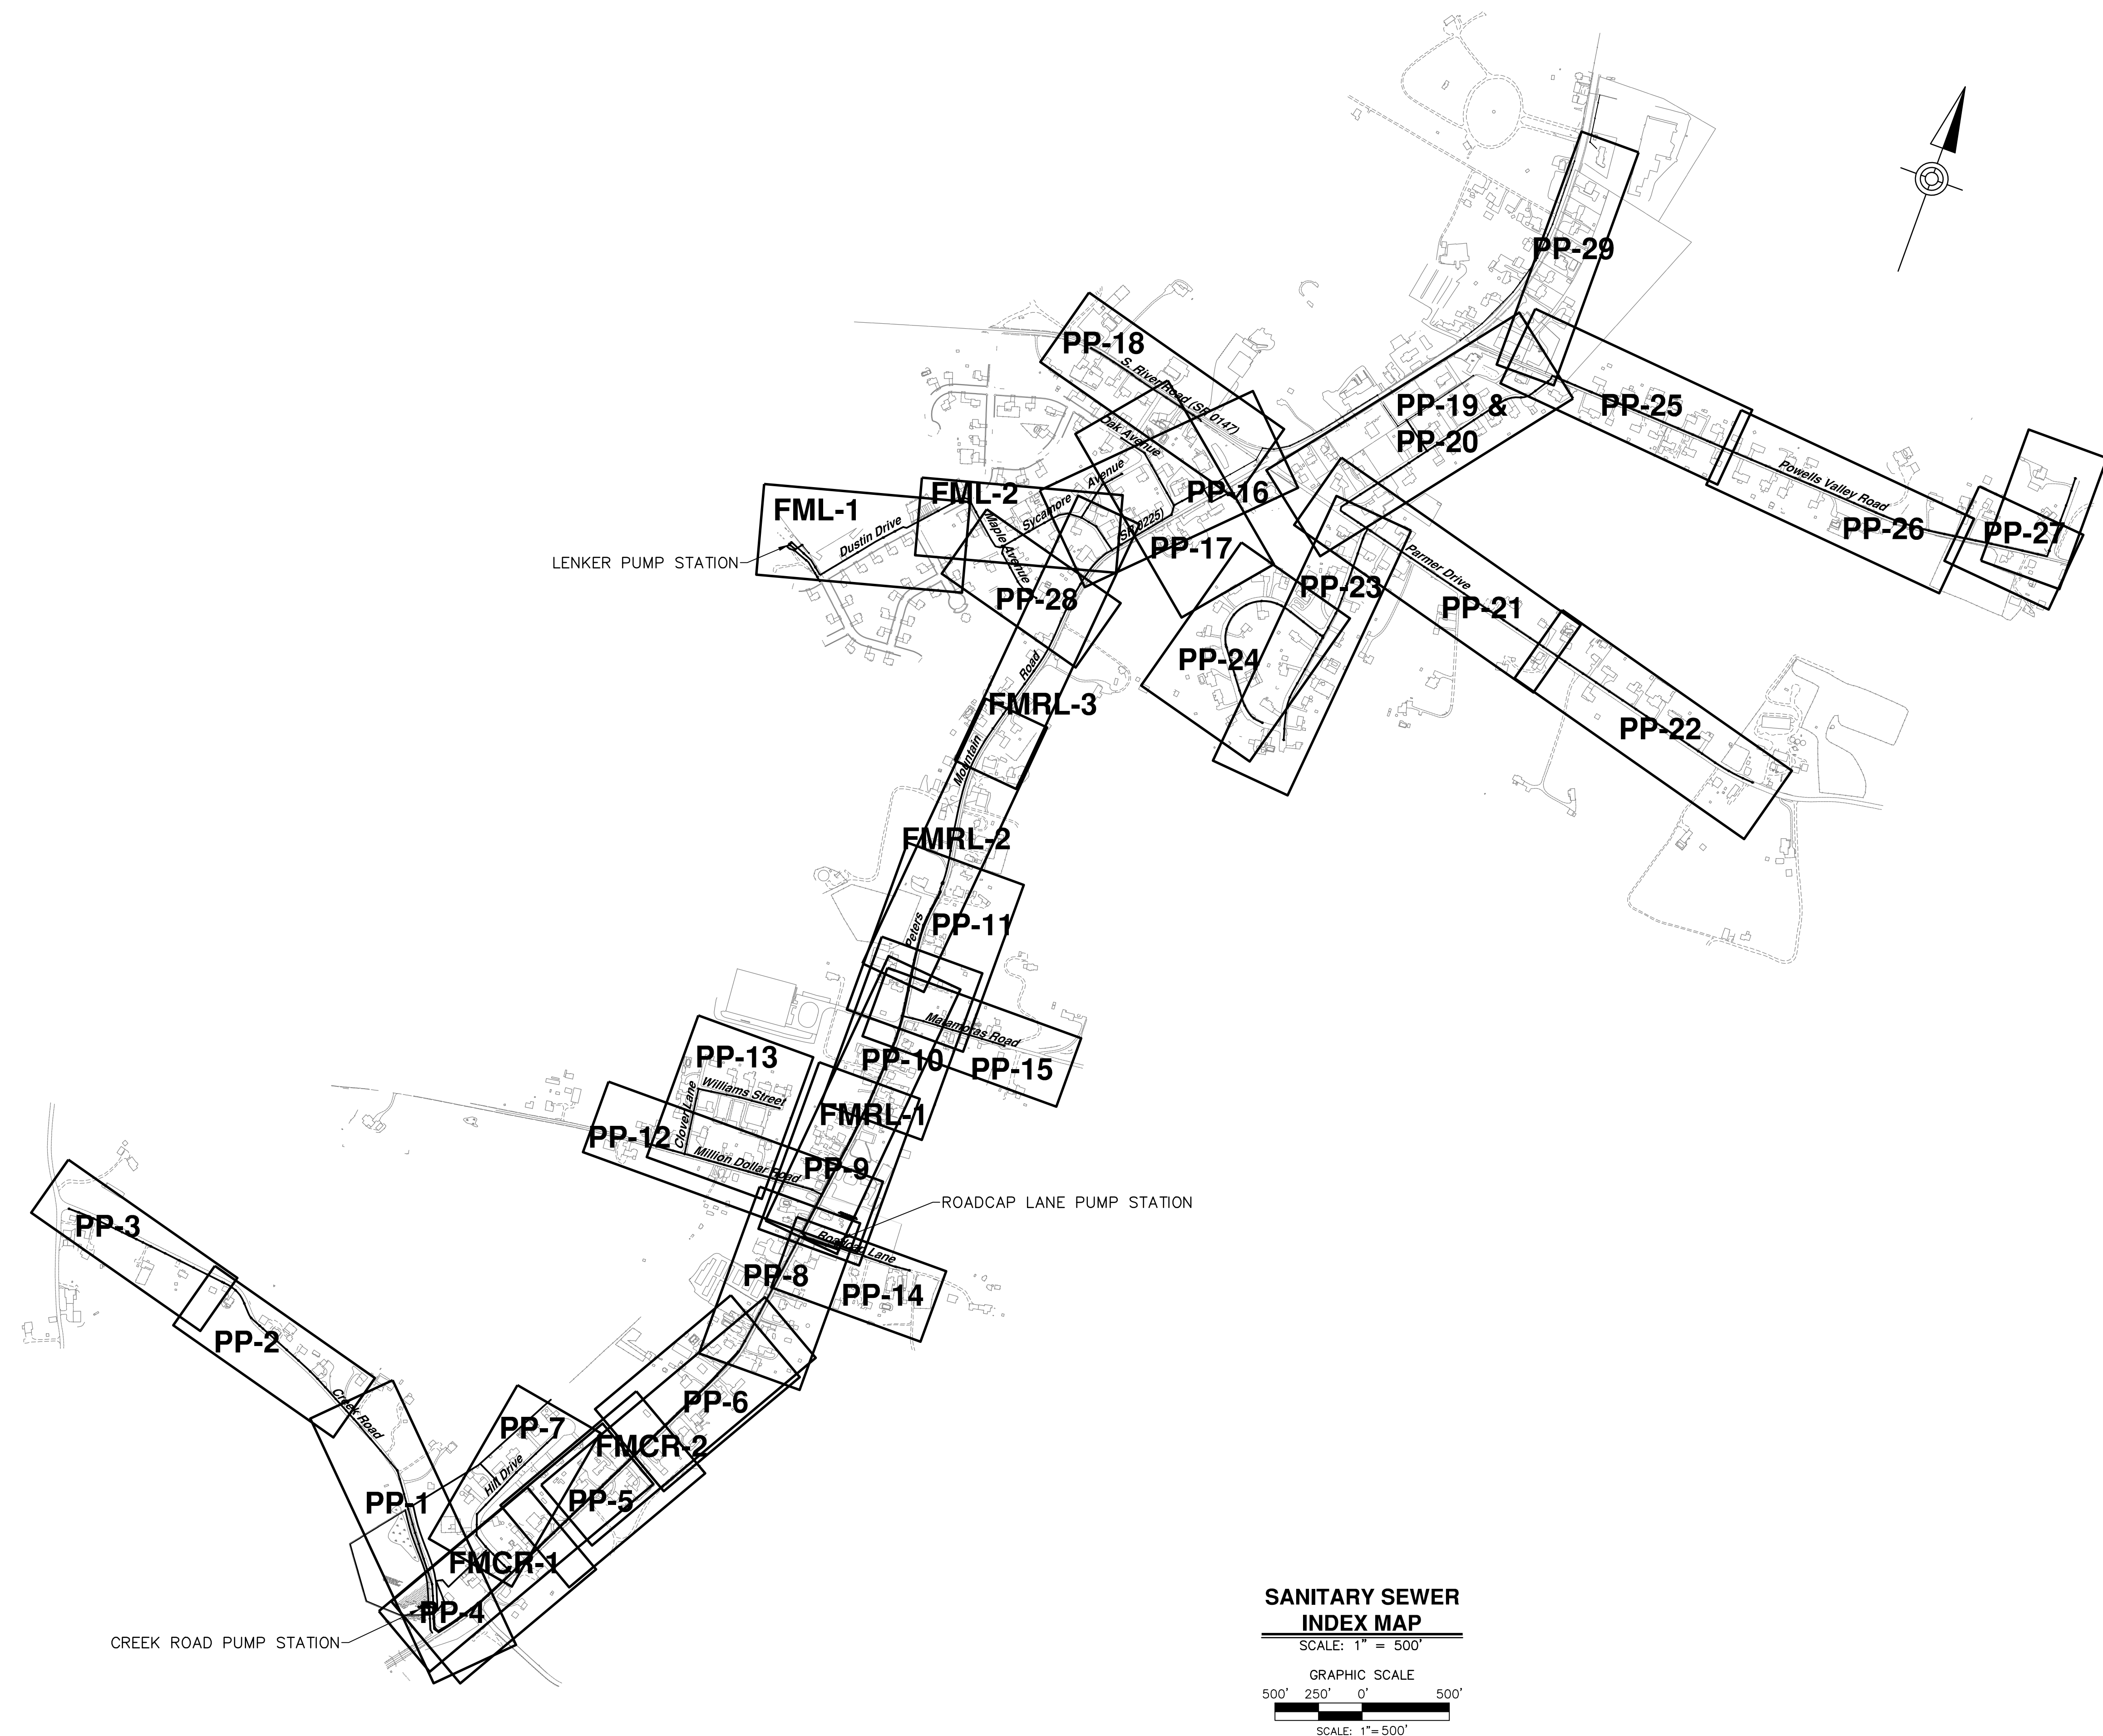 PP-29
PP-18
S. River Road (SR 0147)
Oak Avenue
PP-19 &
PP-20
PP-25
Powells Valley Road
PP-26
PP-27
FML-1
FML-2
Dustin Drive
Sycamore Avenue
Maple Avenue
PP-16
SR 0225)
PP-17
LENKER PUMP STATION
PP-28
PP-23
Parmer Drive
PP-21
PP-24
PP-22
Road
FMRL-3
Mountain
FMRL-2
PP-11
Peters
Matamoras Road
PP-13
PP-10
PP-15
Williams Street
Clover Lane
FMRL-1
PP-12
Million Dollar Road
PP-9
ROADCAP LANE PUMP STATION
Roadcap Lane
PP-3
PP-8
PP-14
PP-2
Creek Road
PP-6
PP-7
FMCR-2
Hill Drive
PP-1
PP-5
FMCR-1
PP-4
CREEK ROAD PUMP STATION
SANITARY SEWER
INDEX MAP
SCALE: 1" = 500'
GRAPHIC SCALE
500' 250' 0' 500'
SCALE: 1"=500'